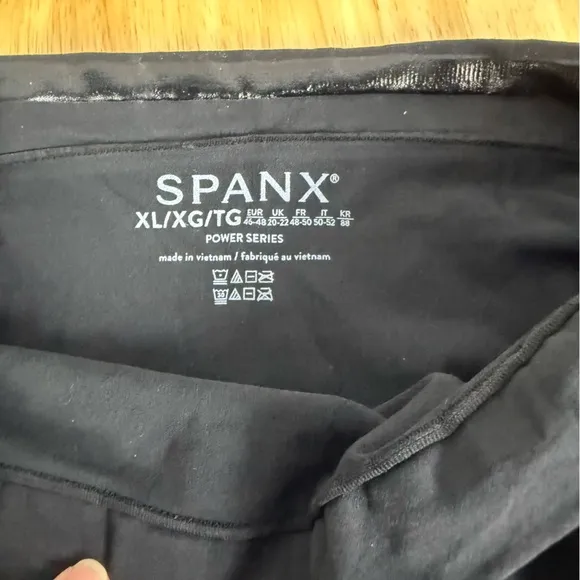 SPANX®
XL/XG/TG EUR 46-48 UK 20-22 FR 48-50 IT 50-52 KR 88
POWER SERIES
made in vietnam / fabriqué au vietnam